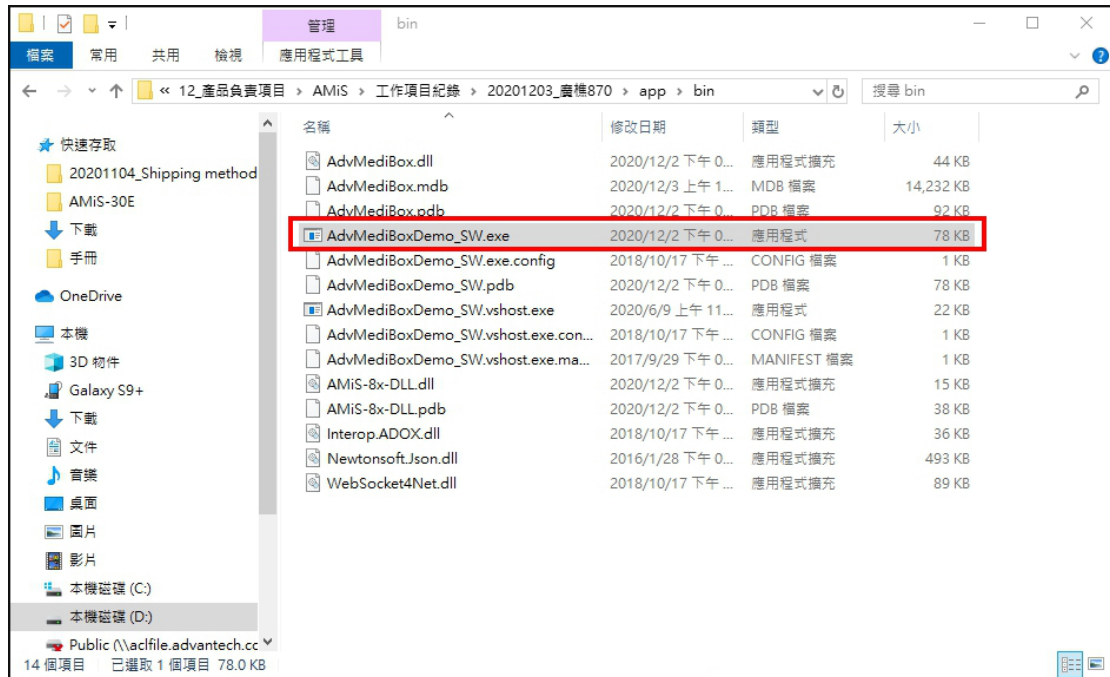 管理 bin
檔案 常用 共用 檢視 應用程式工具
« 12_產品負責項目 › AMiS › 工作項目紀錄 › 20201203_廣樵870 › app › bin 搜尋 bin
名稱 修改日期 類型 大小
快速存取
20201104_Shipping method
AMiS-30E
下載
手冊
OneDrive
本機
3D 物件
Galaxy S9+
下載
文件
音樂
桌面
圖片
影片
本機磁碟 (C:)
本機磁碟 (D:)
Public (\\aclfile.advantech.cc
AdvMediBox.dll 2020/12/2 下午 0... 應用程式擴充 44 KB
AdvMediBox.mdb 2020/12/3 上午 1... MDB 檔案 14,232 KB
AdvMediBox.pdb 2020/12/2 下午 0... PDB 檔案 92 KB
AdvMediBoxDemo_SW.exe 2020/12/2 下午 0... 應用程式 78 KB
AdvMediBoxDemo_SW.exe.config 2018/10/17 下午 ... CONFIG 檔案 1 KB
AdvMediBoxDemo_SW.pdb 2020/12/2 下午 0... PDB 檔案 78 KB
AdvMediBoxDemo_SW.vshost.exe 2020/6/9 上午 11... 應用程式 22 KB
AdvMediBoxDemo_SW.vshost.exe.con... 2018/10/17 下午 ... CONFIG 檔案 1 KB
AdvMediBoxDemo_SW.vshost.exe.ma... 2017/9/29 下午 0... MANIFEST 檔案 1 KB
AMiS-8x-DLL.dll 2020/12/2 下午 0... 應用程式擴充 15 KB
AMiS-8x-DLL.pdb 2020/12/2 下午 0... PDB 檔案 38 KB
Interop.ADOX.dll 2018/10/17 下午 ... 應用程式擴充 36 KB
Newtonsoft.Json.dll 2016/1/28 下午 0... 應用程式擴充 493 KB
WebSocket4Net.dll 2018/10/17 下午 ... 應用程式擴充 89 KB
14 個項目 已選取 1 個項目 78.0 KB